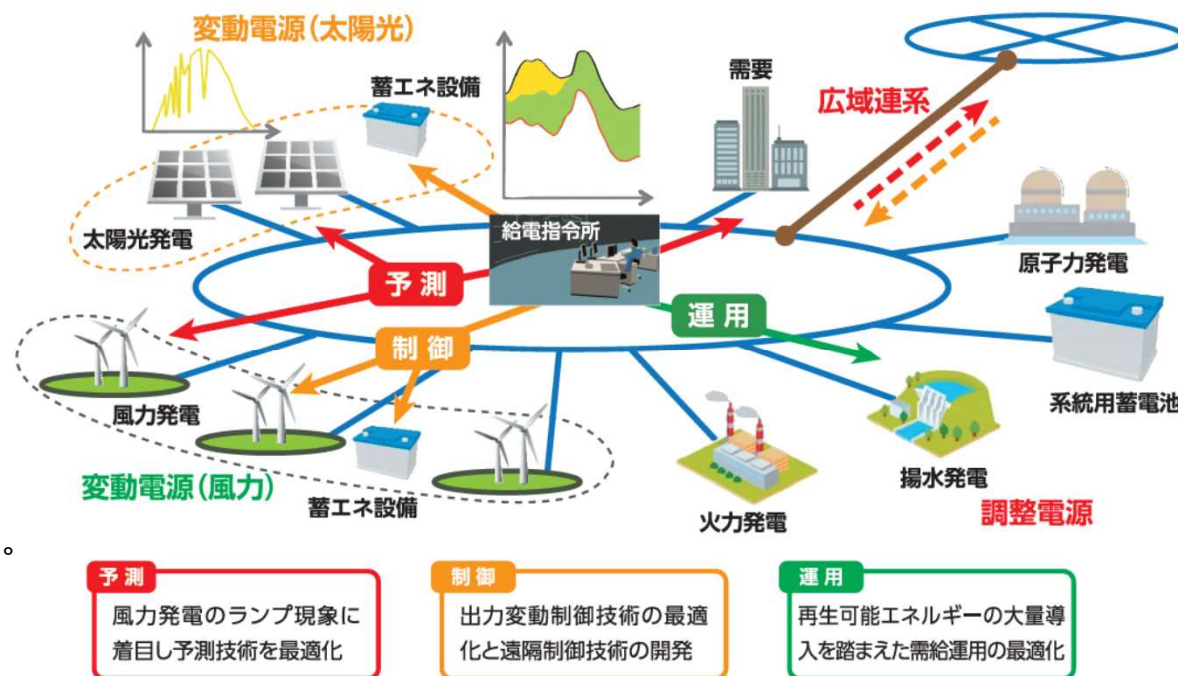 変動電源(太陽光)
蓄エネ設備
需要
広域連系
給電指令所
太陽光発電
原子力発電
予測
運用
制御
風力発電
系統用蓄電池
変動電源(風力)
蓄エネ設備
火力発電
揚水発電
調整電源
。
予測
風力発電のランプ現象に
着目し予測技術を最適化
制御
出力変動制御技術の最適
化と遠隔制御技術の開発
運用
再生可能エネルギーの大量導
入を踏まえた需給運用の最適化